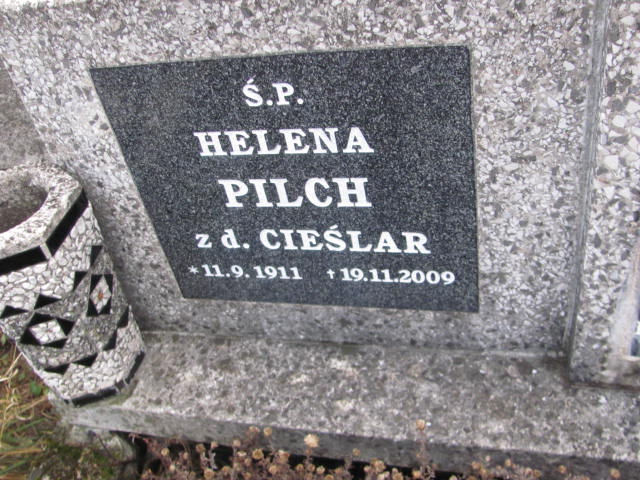 Ś.P.
HELENA
PILCH
z d. CIEŚLAR
* 11.9.1911 † 19.11.2009